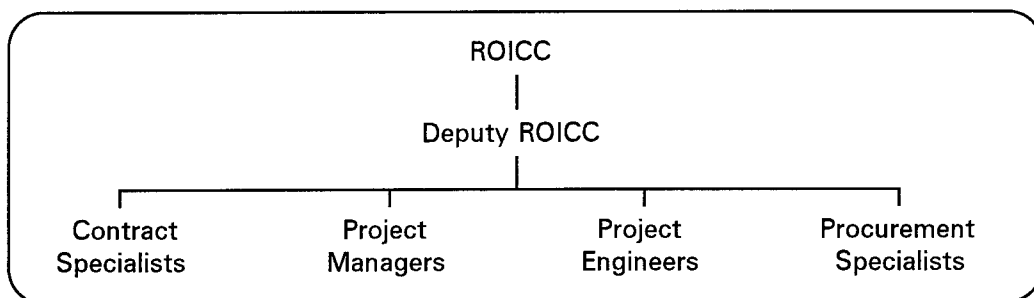 ROICC
Deputy ROICC
Contract
Specialists
Project
Managers
Project
Engineers
Procurement
Specialists